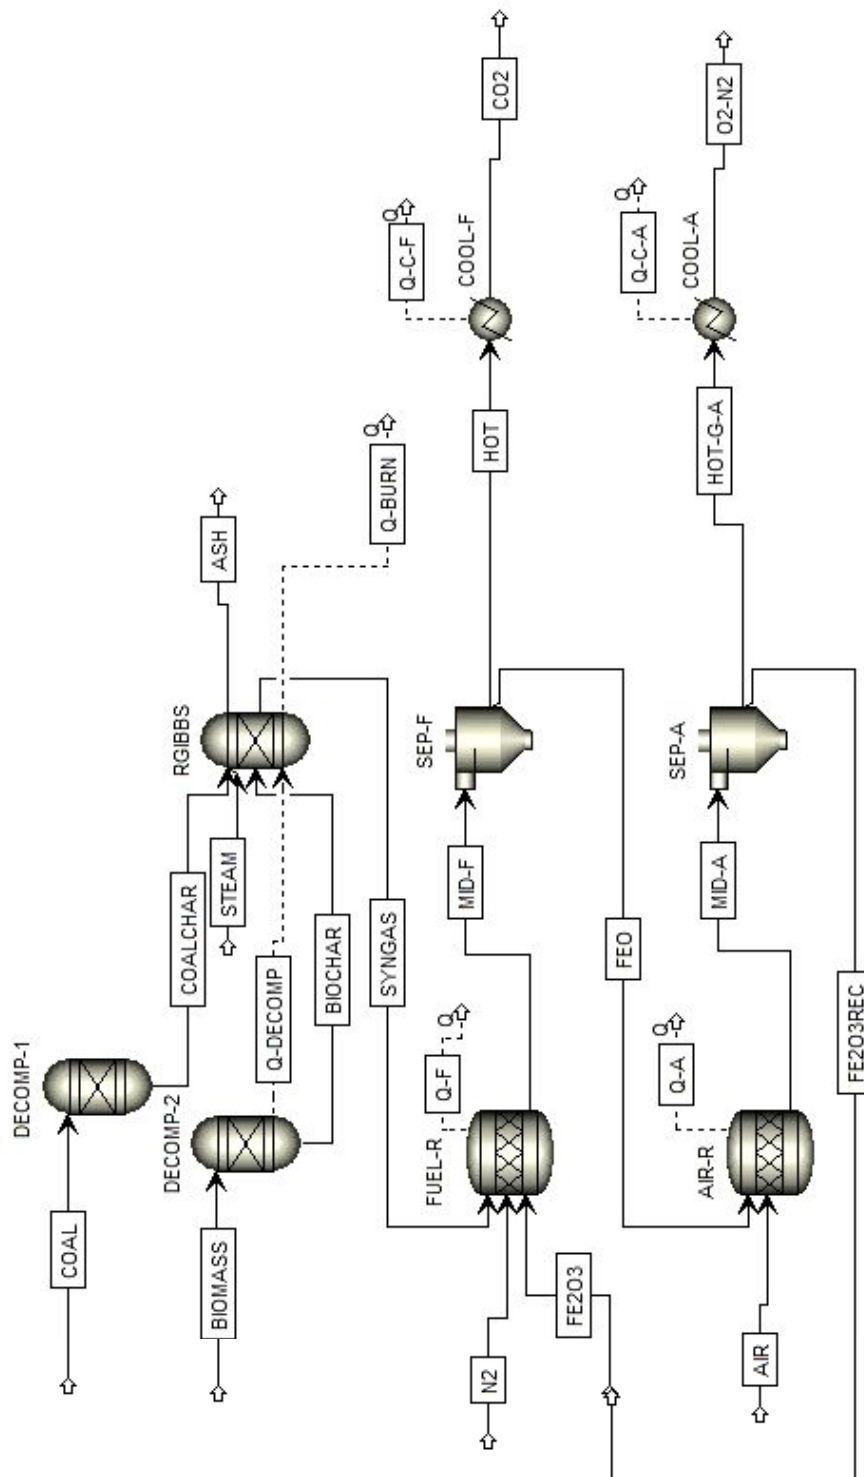 COAL
DECOMP-1
COALCHAR
BIOMASS
DECOMP-2
Q-DECOMP
BIOCHAR
STEAM
RGIBBS
ASH
Q-BURN
Q
SYNGAS
N2
FE2O3
FUEL-R
Q-F
Q
MID-F
SEP-F
HOT
COOL-F
Q-C-F
Q
CO2
FEO
AIR
AIR-R
Q-A
Q
MID-A
SEP-A
HOT-G-A
COOL-A
Q-C-A
Q
O2-N2
FE2O3REC